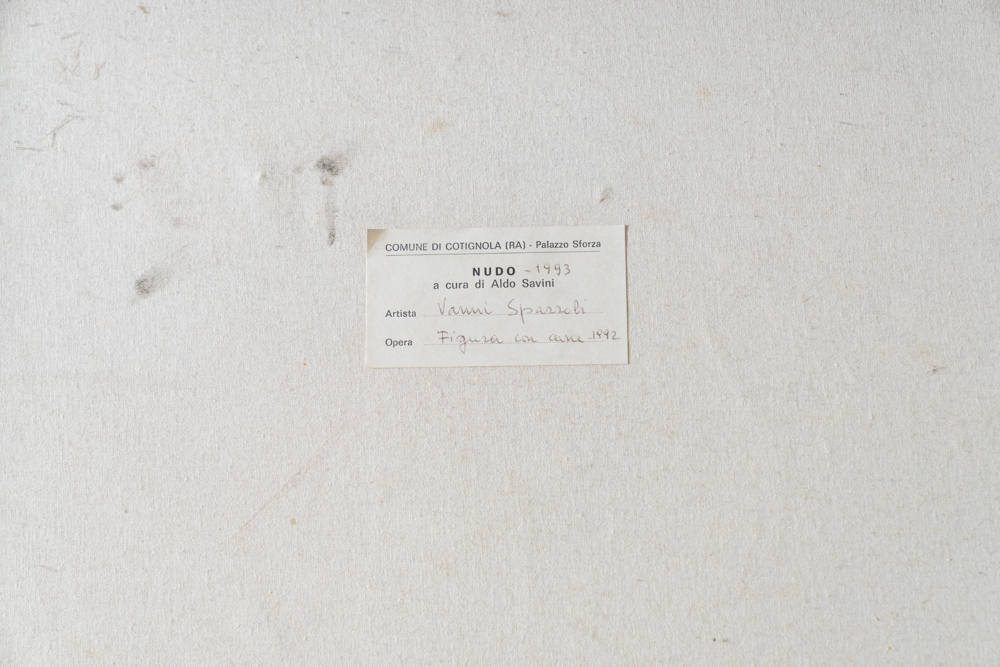 COMUNE DI COTIGNOLA (RA) - Palazzo Sforza
NUDO - 1993
a cura di Aldo Savini
Artista Vanni Spazzoli
Opera Figura con cane 1992